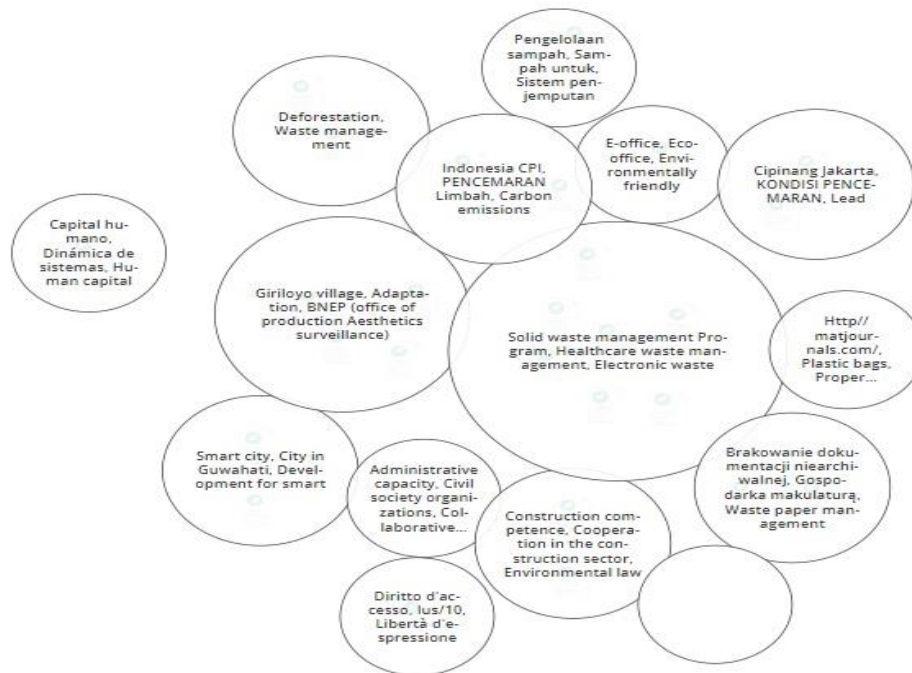 Pengelolaan
sampah, Sam-
pah untuk,
Sistem pen-
jemputan
Deforestation,
Waste manage-
ment
E-office, Eco-
office, Envi-
ronmentally
friendly
Indonesia CPI,
PENCEMARAN
Limbah, Carbon
emissions
Cipinang Jakarta,
KONDISI PENCE-
MARAN, Lead
Capital hu-
mano,
Dinámica de
sistemas, Hu-
man capital
Giriloyo village, Adapta-
tion, BNEP (office of
production Aesthetics
surveillance)
Solid waste management Pro-
gram, Healthcare waste man-
agement, Electronic waste
Http//
matjour-
nals.com/,
Plastic bags,
Proper...
Smart city, City in
Guwahati, Devel-
opment for smart
Administrative
capacity, Civil
society organi-
zations, Col-
laborative...
Brakowanie doku-
mentacji niearchi-
walnej, Gospo-
darka makulaturą,
Waste paper man-
agement
Construction com-
petence, Coopera-
tion in the con-
struction sector,
Environmental law
Diritto d'ac-
cesso, Ius/10,
Libertà d'e-
spressione